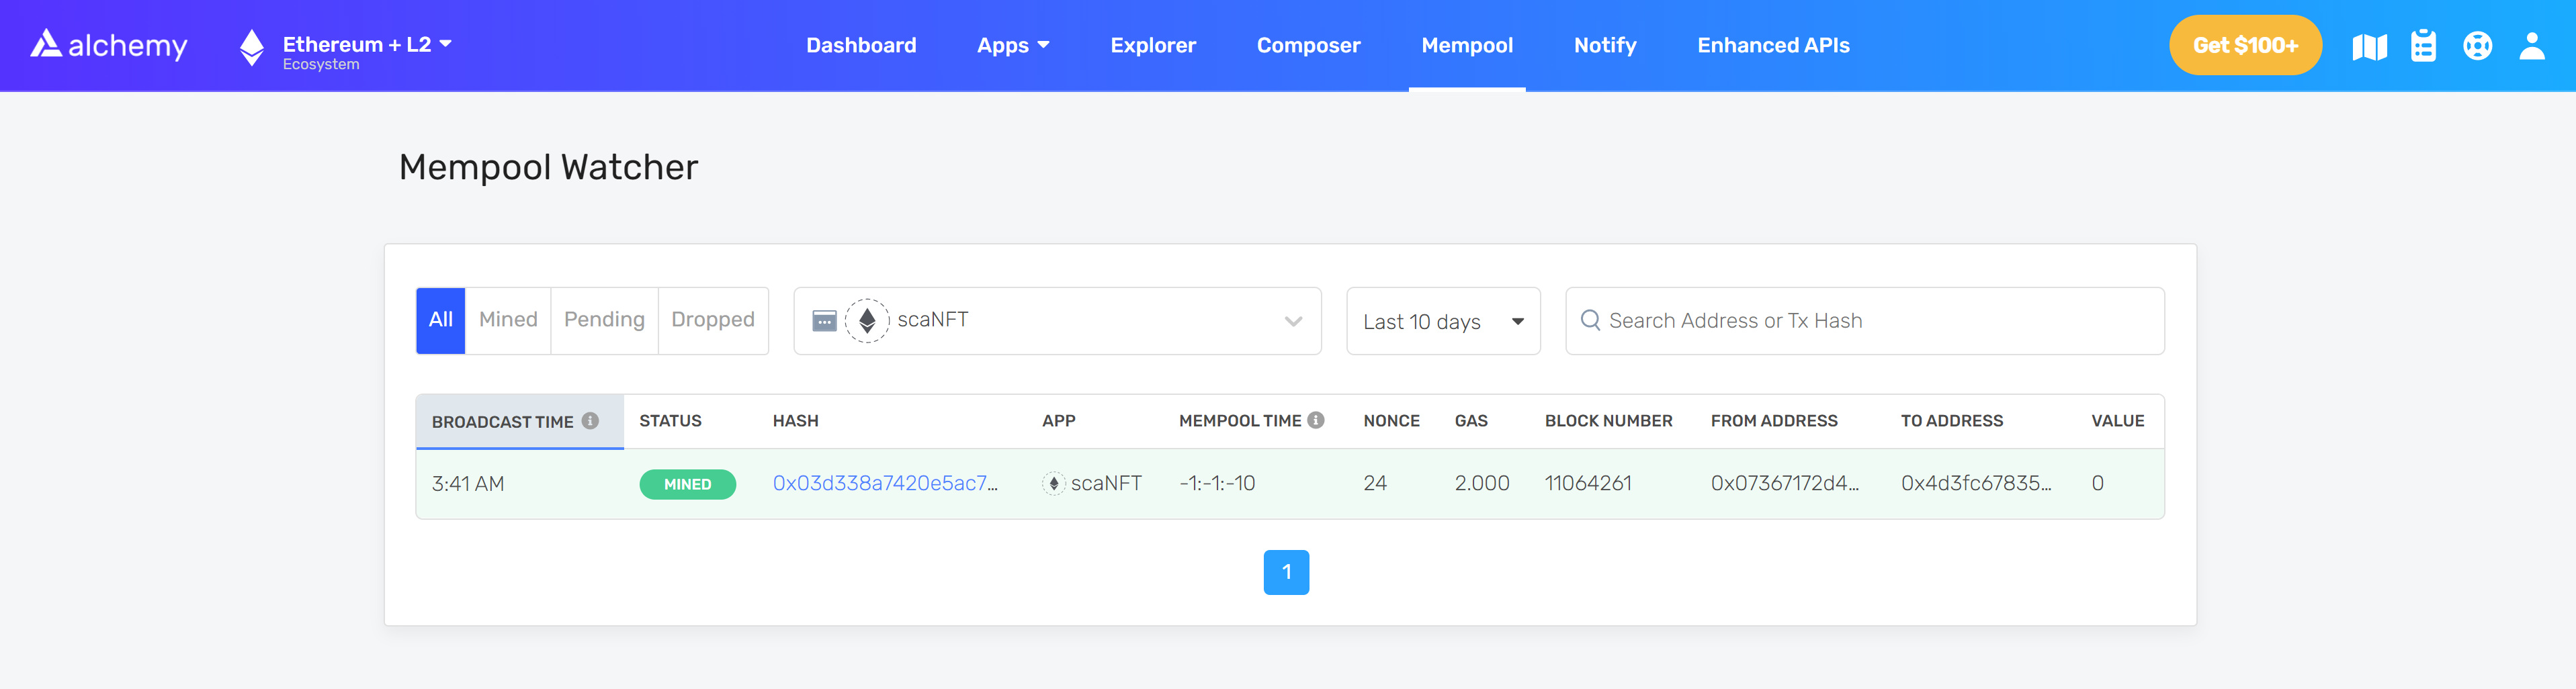 alchemy
Ethereum + L2
Ecosystem
Dashboard Apps Explorer Composer Mempool Notify Enhanced APIs
Get $100+
Mempool Watcher
All Mined Pending Dropped
scaNFT
Last 10 days
Search Address or Tx Hash
BROADCAST TIME STATUS HASH APP MEMPOOL TIME NONCE GAS BLOCK NUMBER FROM ADDRESS TO ADDRESS VALUE
3:41 AM MINED 0x03d338a7420e5ac7... scaNFT -1:-1:-10 24 2.000 11064261 0x07367172d4... 0x4d3fc67835... 0
1